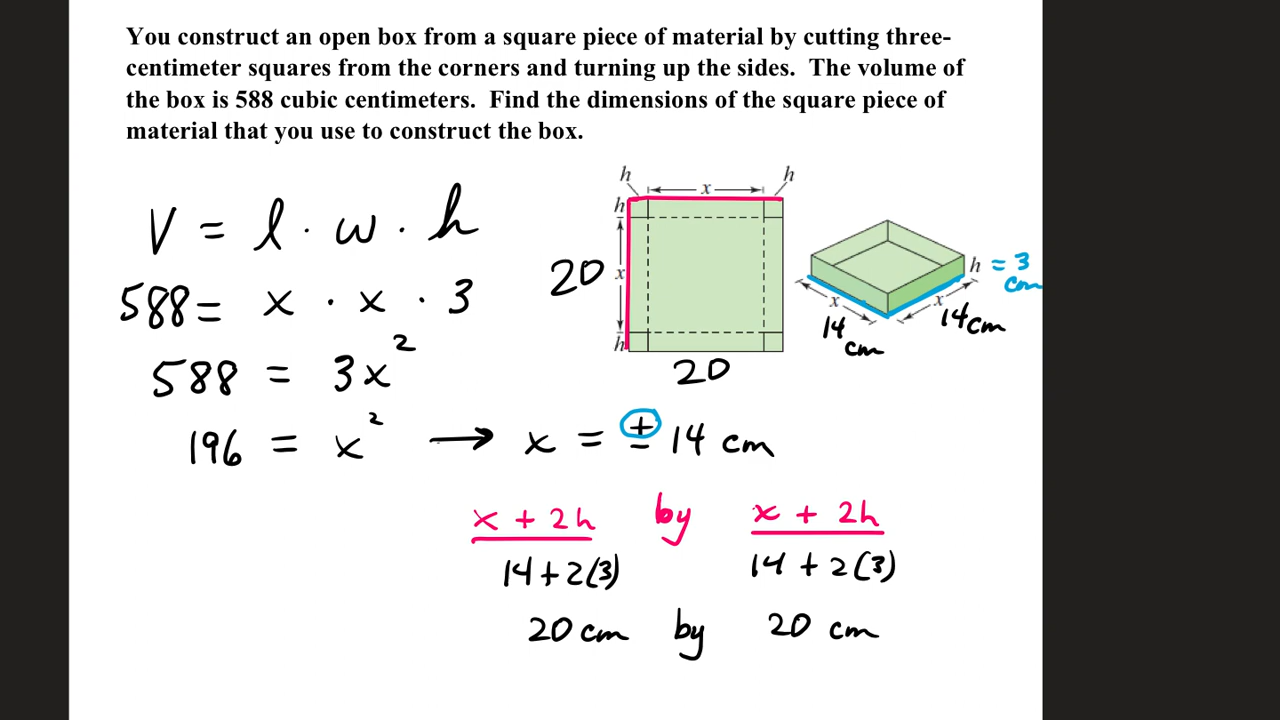 You construct an open box from a square piece of material by cutting three-
centimeter squares from the corners and turning up the sides.  The volume of
the box is 588 cubic centimeters.  Find the dimensions of the square piece of
material that you use to construct the box.
h x h
h
x
h
20
20
h = 3 cm
x
x
14 cm
14 cm
V = l · w · h
588 = x · x · 3
588 = 3x²
196 = x² → x = ± 14 cm
x + 2h by x + 2h
14 + 2(3) 14 + 2(3)
20 cm by 20 cm